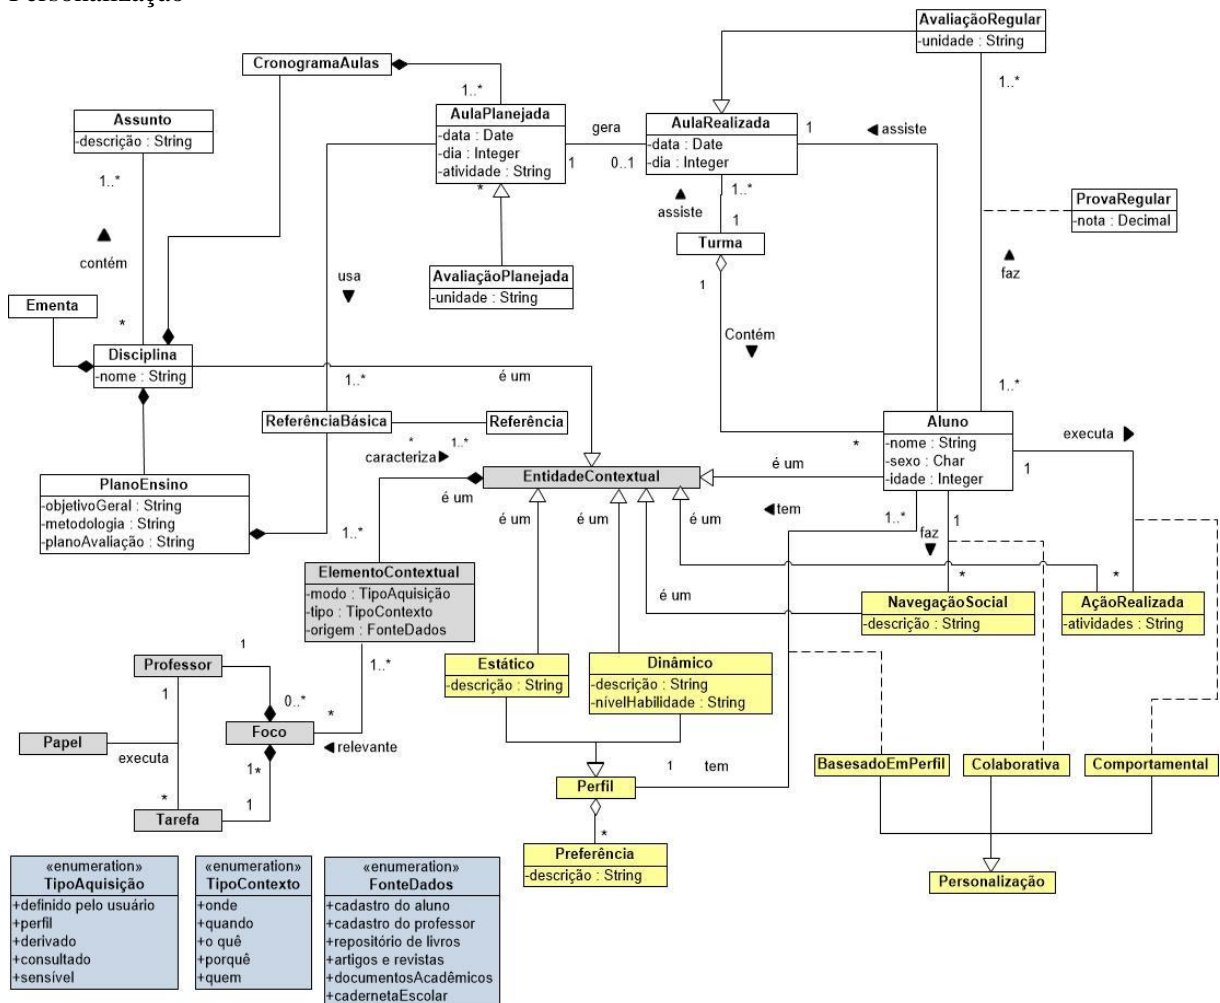 Personalização
AvaliaçãoRegular
-unidade : String
CronogramaAulas
1..*
1..*
Assunto
-descrição : String
AulaPlanejada
-data : Date
-dia : Integer
-atividade : String
gera
1
0..1
AulaRealizada
-data : Date
-dia : Integer
1
assiste
1..*
*
1..*
assiste
1
ProvaRegular
-nota : Decimal
Turma
contém
usa
AvaliaçãoPlanejada
-unidade : String
1
faz
Ementa
*
Contém
Disciplina
-nome : String
é um
1..*
1..*
ReferênciaBásica
Referência
*
1..*
caracteriza
Aluno
-nome : String
-sexo : Char
-idade : Integer
*
executa
1
é um
EntidadeContextual
PlanoEnsino
-objetivoGeral : String
-metodologia : String
-planoAvaliação : String
é um
1..*
é um
é um
é um
tem
1..*
1
faz
ElementoContextual
-modo : TipoAquisição
-tipo : TipoContexto
-origem : FonteDados
*
*
é um
NavegaçãoSocial
-descrição : String
AçãoRealizada
-atividades : String
1
Professor
1..*
Estático
-descrição : String
Dinâmico
-descrição : String
-nívelHabilidade : String
1
0..*
*
Papel
Foco
relevante
executa
1
*
1
tem
BasesadoEmPerfil
Colaborativa
Comportamental
Perfil
*
1
Tarefa
*
Preferência
-descrição : String
Personalização
«enumeration»
TipoAquisição
+definido pelo usuário
+perfil
+derivado
+consultado
+sensível
«enumeration»
TipoContexto
+onde
+quando
+o quê
+porquê
+quem
«enumeration»
FonteDados
+cadastro do aluno
+cadastro do professor
+repositório de livros
+artigos e revistas
+documentosAcadêmicos
+cadernetaEscolar